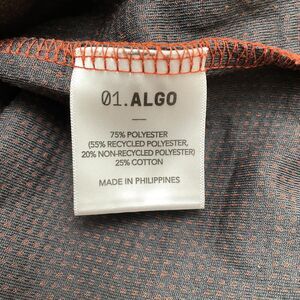 01.ALGO
75% POLYESTER
(55% RECYCLED POLYESTER,
20% NON-RECYCLED POLYESTER)
25% COTTON
MADE IN PHILIPPINES